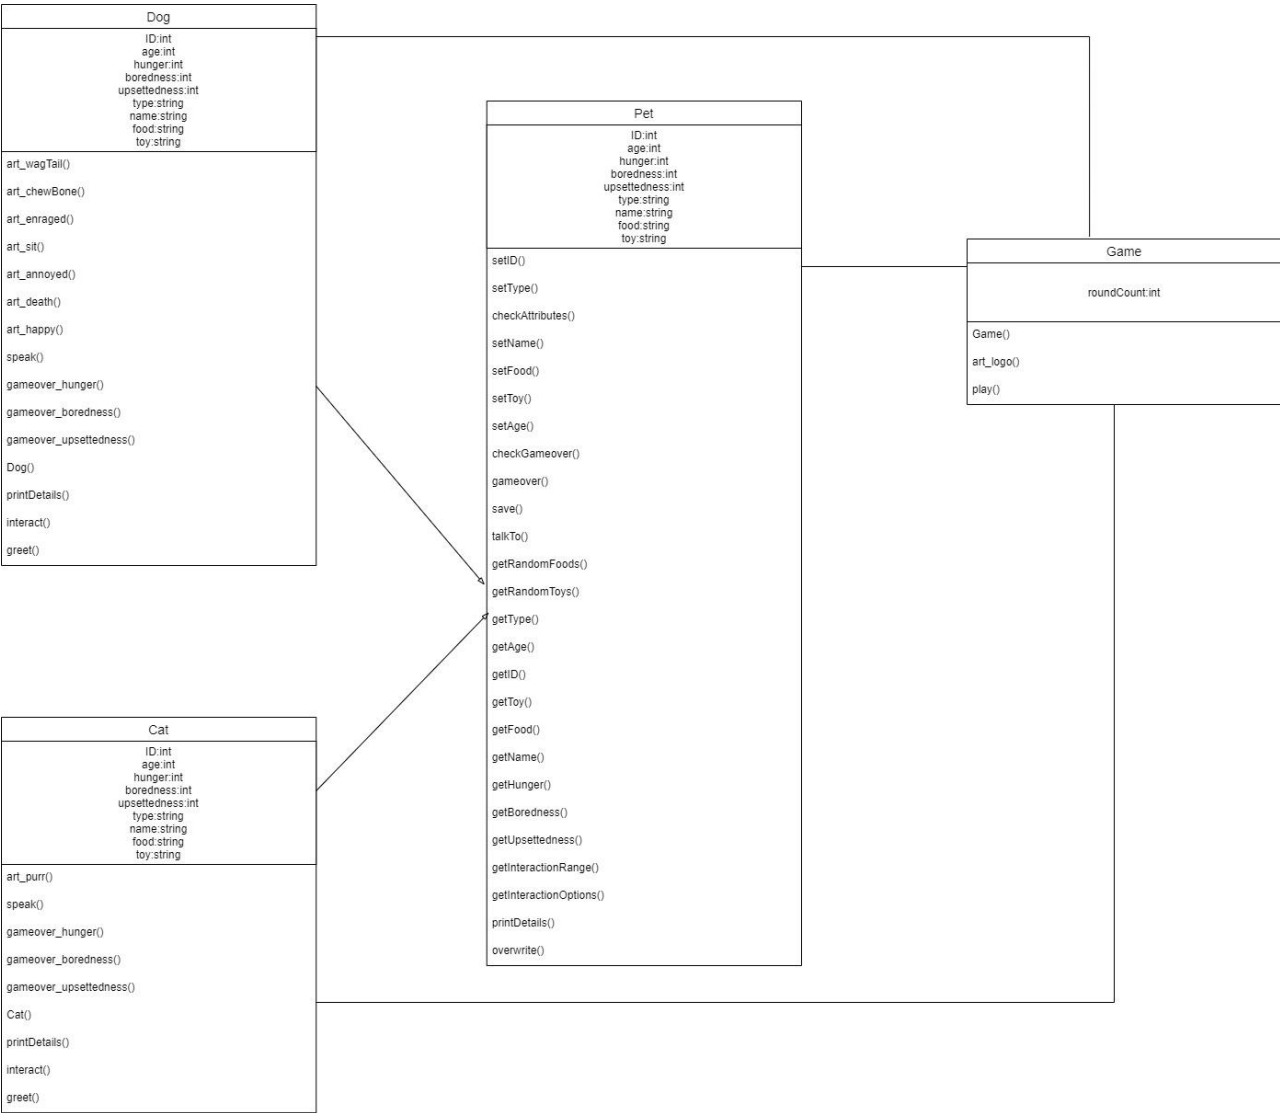 Dog
ID:int
age:int
hunger:int
boredness:int
upsettedness:int
type:string
name:string
food:string
toy:string
art_wagTail()
art_chewBone()
art_enraged()
art_sit()
art_annoyed()
art_death()
art_happy()
speak()
gameover_hunger()
gameover_boredness()
gameover_upsettedness()
Dog()
printDetails()
interact()
greet()
Pet
ID:int
age:int
hunger:int
boredness:int
upsettedness:int
type:string
name:string
food:string
toy:string
setID()
setType()
checkAttributes()
setName()
setFood()
setToy()
setAge()
checkGameover()
gameover()
save()
talkTo()
getRandomFoods()
getRandomToys()
getType()
getAge()
getID()
getToy()
getFood()
getName()
getHunger()
getBoredness()
getUpsettedness()
getInteractionRange()
getInteractionOptions()
printDetails()
overwrite()
Game
roundCount:int
Game()
art_logo()
play()
Cat
ID:int
age:int
hunger:int
boredness:int
upsettedness:int
type:string
name:string
food:string
toy:string
art_purr()
speak()
gameover_hunger()
gameover_boredness()
gameover_upsettedness()
Cat()
printDetails()
interact()
greet()